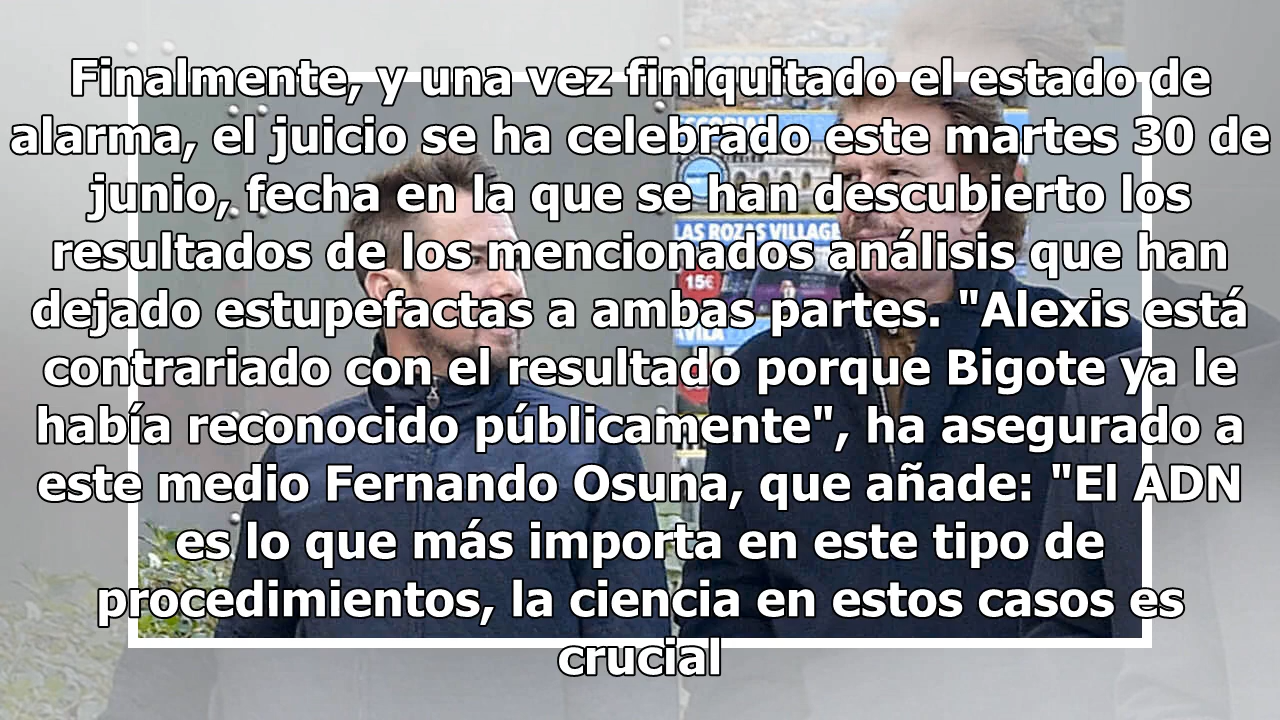 Finalmente, y una vez finiquitado el estado de
alarma, el juicio se ha celebrado este martes 30 de
junio, fecha en la que se han descubierto los
resultados de los mencionados análisis que han
dejado estupefactas a ambas partes. "Alexis está
contrariado con el resultado porque Bigote ya le
había reconocido públicamente", ha asegurado a
este medio Fernando Osuna, que añade: "El ADN
es lo que más importa en este tipo de
procedimientos, la ciencia en estos casos es
crucial
LAS ROZAS VILLAGE
15€